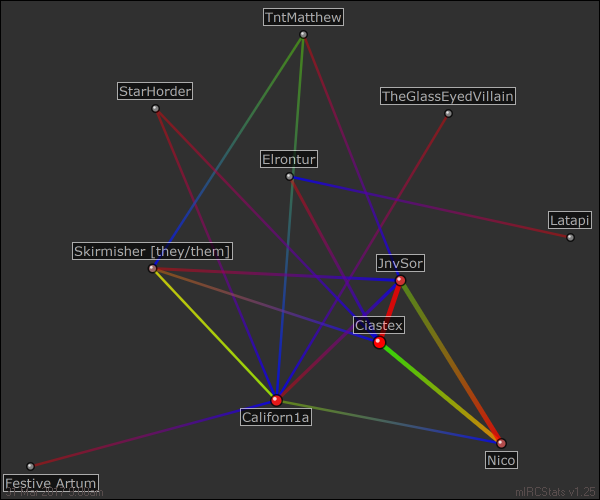 TntMatthew
StarHorder
TheGlassEyedVillain
Elrontur
Latapi
Skirmisher [they/them]
JnvSor
Ciastex
Californ1a
Nico
Festive Artum
mIRCStats v1.25